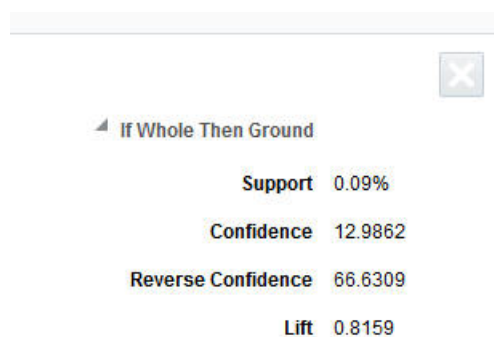 If Whole Then Ground
Support 0.09%
Confidence 12.9862
Reverse Confidence 66.6309
Lift 0.8159